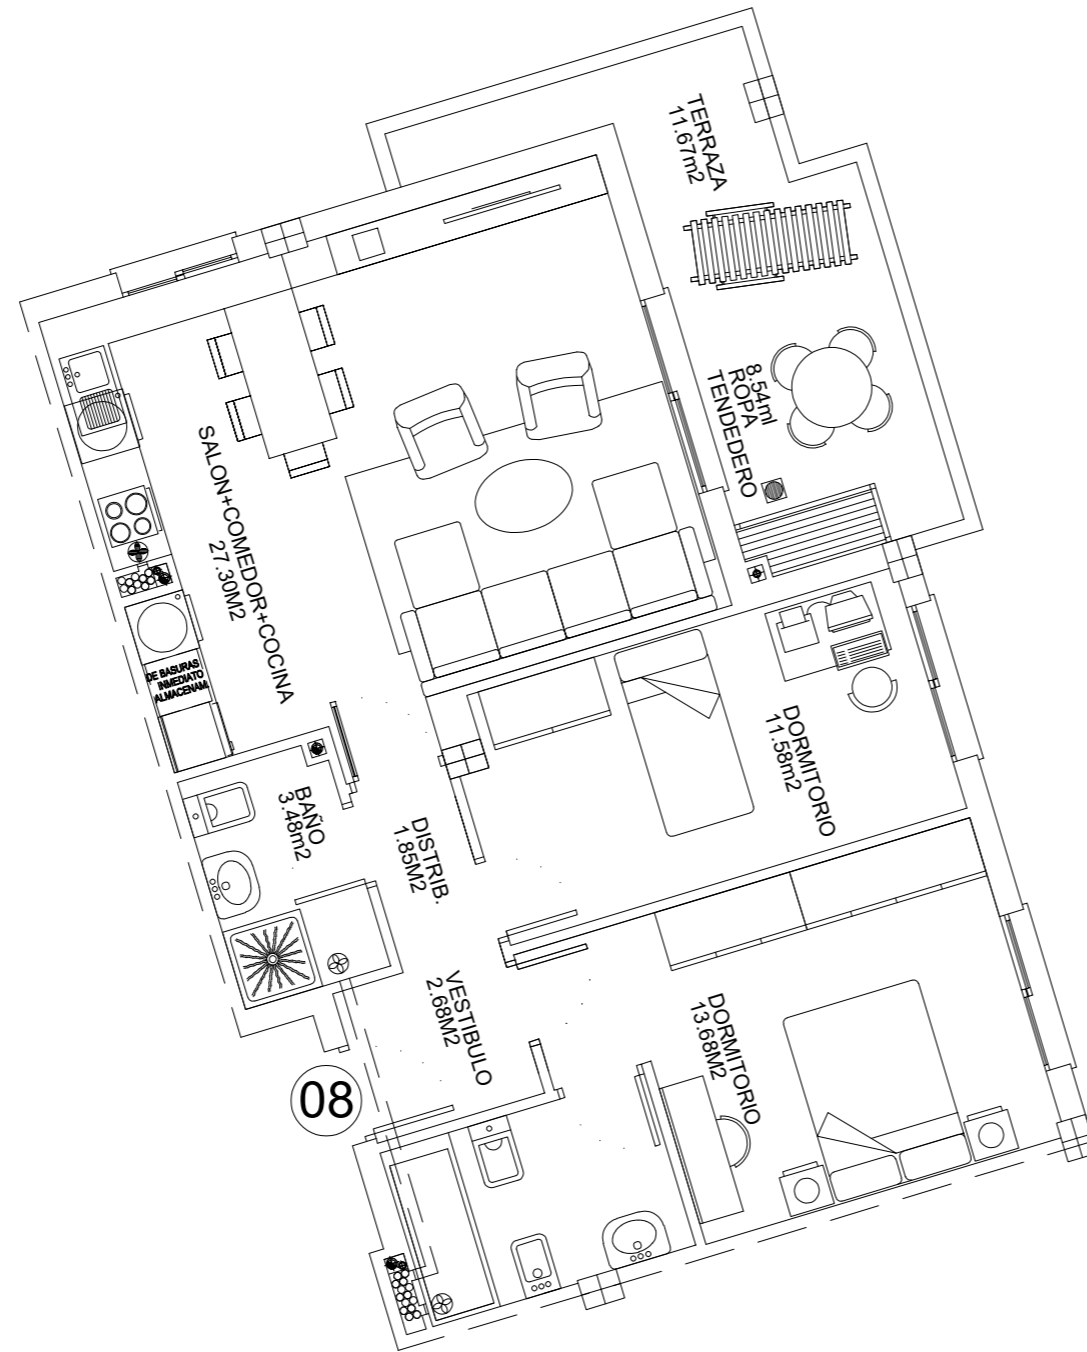 TERRAZA
11.67m2
8.54ml
ROPA
TENDEDERO
SALON+COMEDOR+COCINA
27.30M2
DE BASURAS
INMEDIATO
ALMACENAM.
DORMITORIO
11.58m2
BAÑO
3.48m2
DISTRIB.
1.85M2
VESTIBULO
2.68M2
DORMITORIO
13.68M2
08